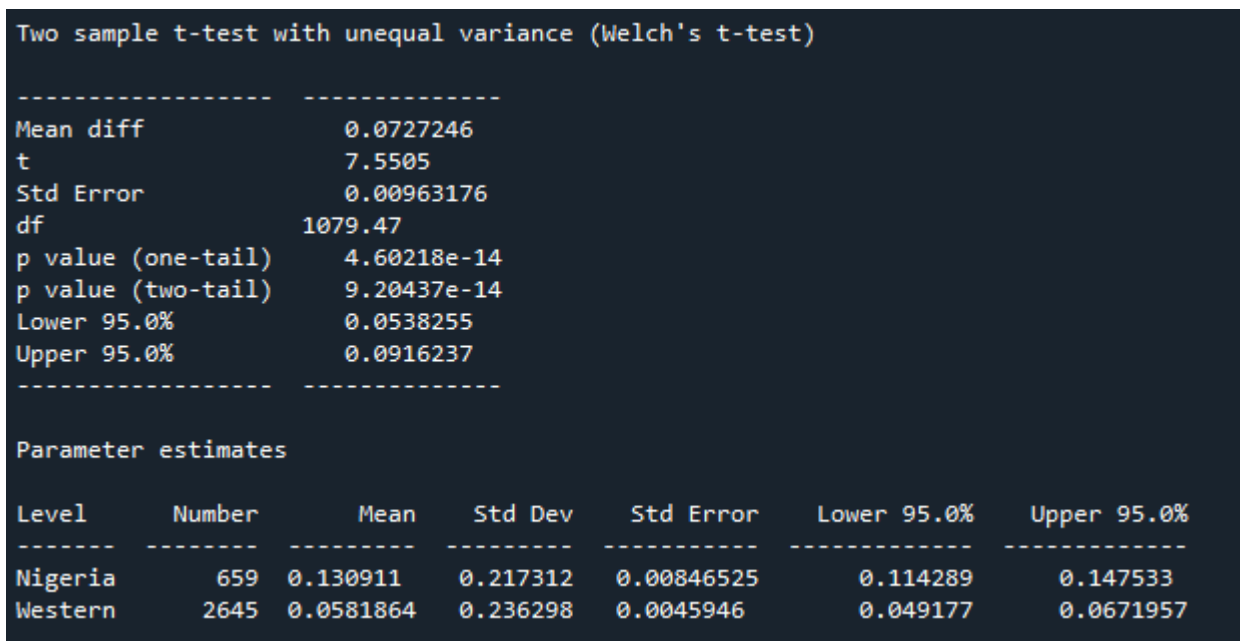 Two sample t-test with unequal variance (Welch's t-test)
------------------ --------------
Mean diff 0.0727246
t 7.5505
Std Error 0.00963176
df 1079.47
p value (one-tail) 4.60218e-14
p value (two-tail) 9.20437e-14
Lower 95.0% 0.0538255
Upper 95.0% 0.0916237
------------------ --------------
Parameter estimates
Level Number Mean Std Dev Std Error Lower 95.0% Upper 95.0%
------- -------- --------- --------- ----------- ------------- -------------
Nigeria 659 0.130911 0.217312 0.00846525 0.114289 0.147533
Western 2645 0.0581864 0.236298 0.0045946 0.049177 0.0671957